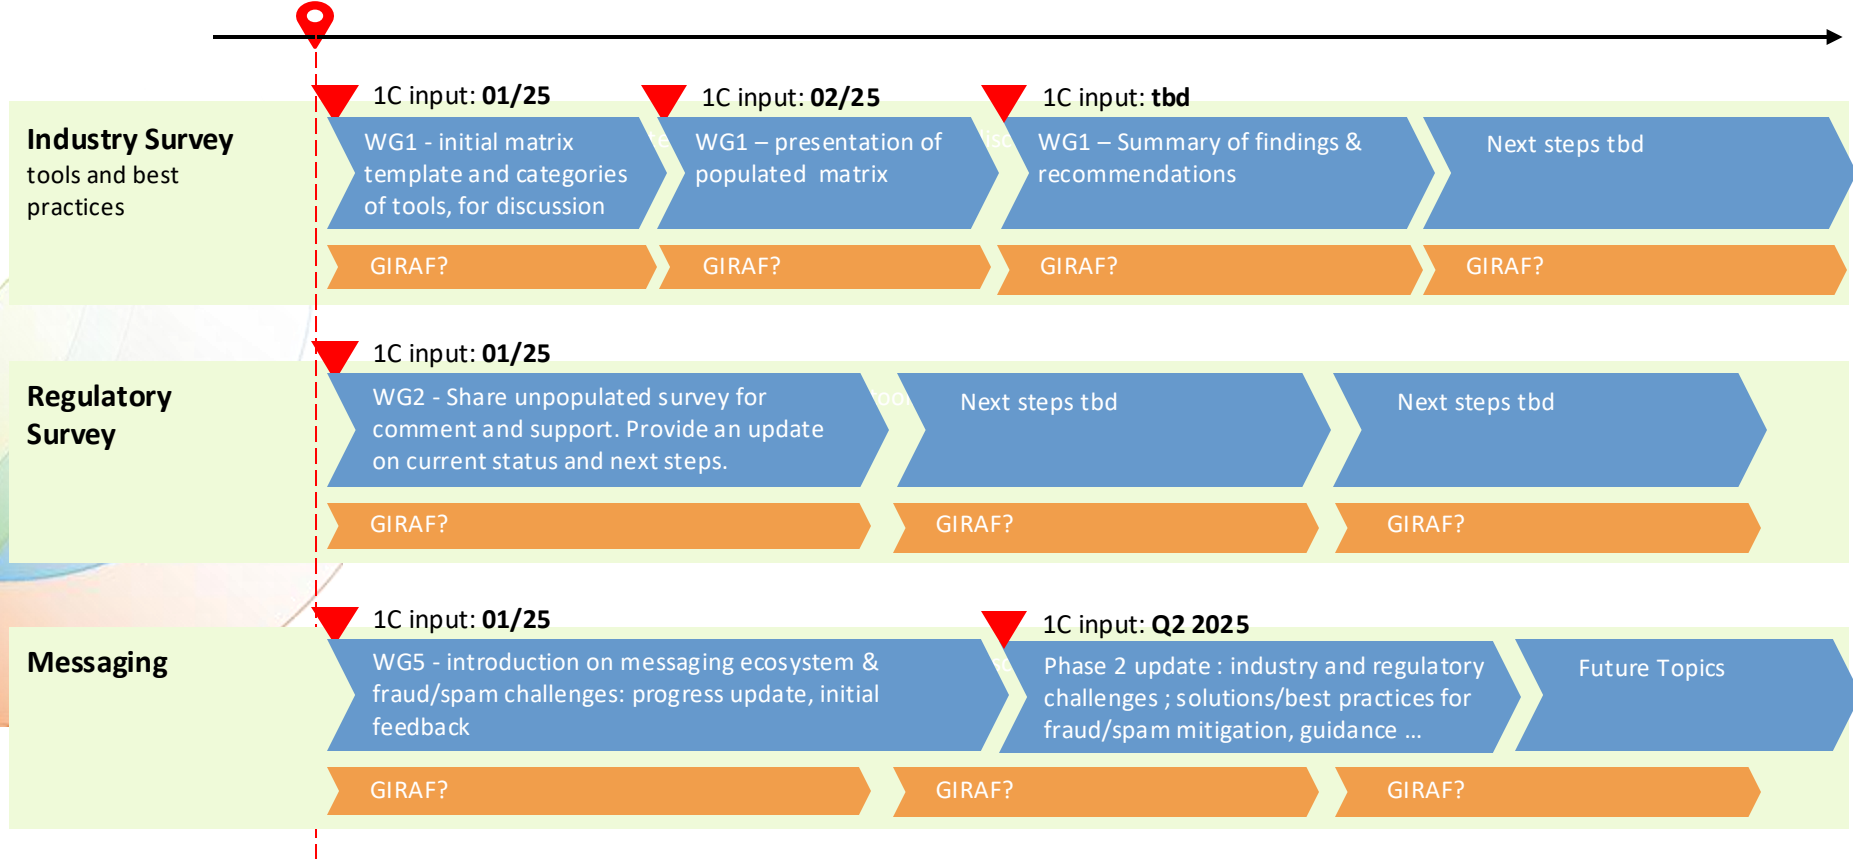 1C input: 01/25
1C input: 02/25
1C input: tbd
Industry Survey
tools and best
practices
WG1 - initial matrix
template and categories
of tools, for discussion
WG1 – presentation of
populated matrix
WG1 – Summary of findings &
recommendations
Next steps tbd
GIRAF?
GIRAF?
GIRAF?
GIRAF?
1C input: 01/25
Regulatory
Survey
WG2 - Share unpopulated survey for
comment and support. Provide an update
on current status and next steps.
Next steps tbd
Next steps tbd
GIRAF?
GIRAF?
GIRAF?
1C input: 01/25
1C input: Q2 2025
Messaging
WG5 - introduction on messaging ecosystem &
fraud/spam challenges: progress update, initial
feedback
Phase 2 update : industry and regulatory
challenges ; solutions/best practices for
fraud/spam mitigation, guidance ...
Future Topics
GIRAF?
GIRAF?
GIRAF?